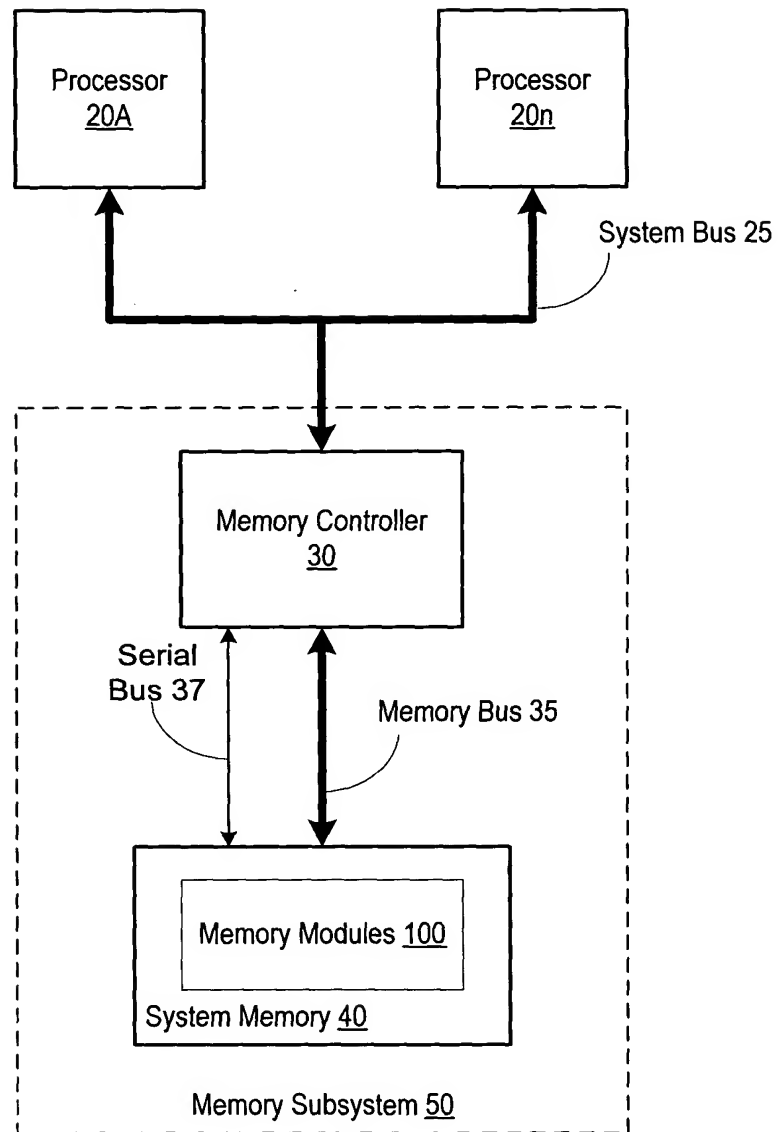 Processor
20A
Processor
20n
System Bus 25
Memory Controller
30
Serial
Bus 37
Memory Bus 35
Memory Modules 100
System Memory 40
Memory Subsystem 50